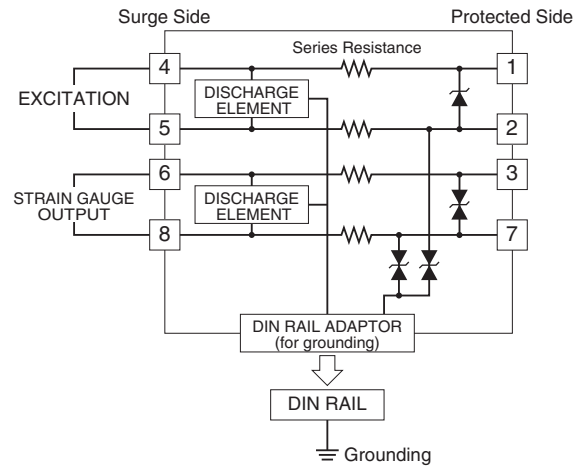 Surge Side
Protected Side
Series Resistance
4
1
EXCITATION
DISCHARGE
ELEMENT
5
2
6
3
STRAIN GAUGE
OUTPUT
DISCHARGE
ELEMENT
8
7
DIN RAIL ADAPTOR
(for grounding)
DIN RAIL
Grounding